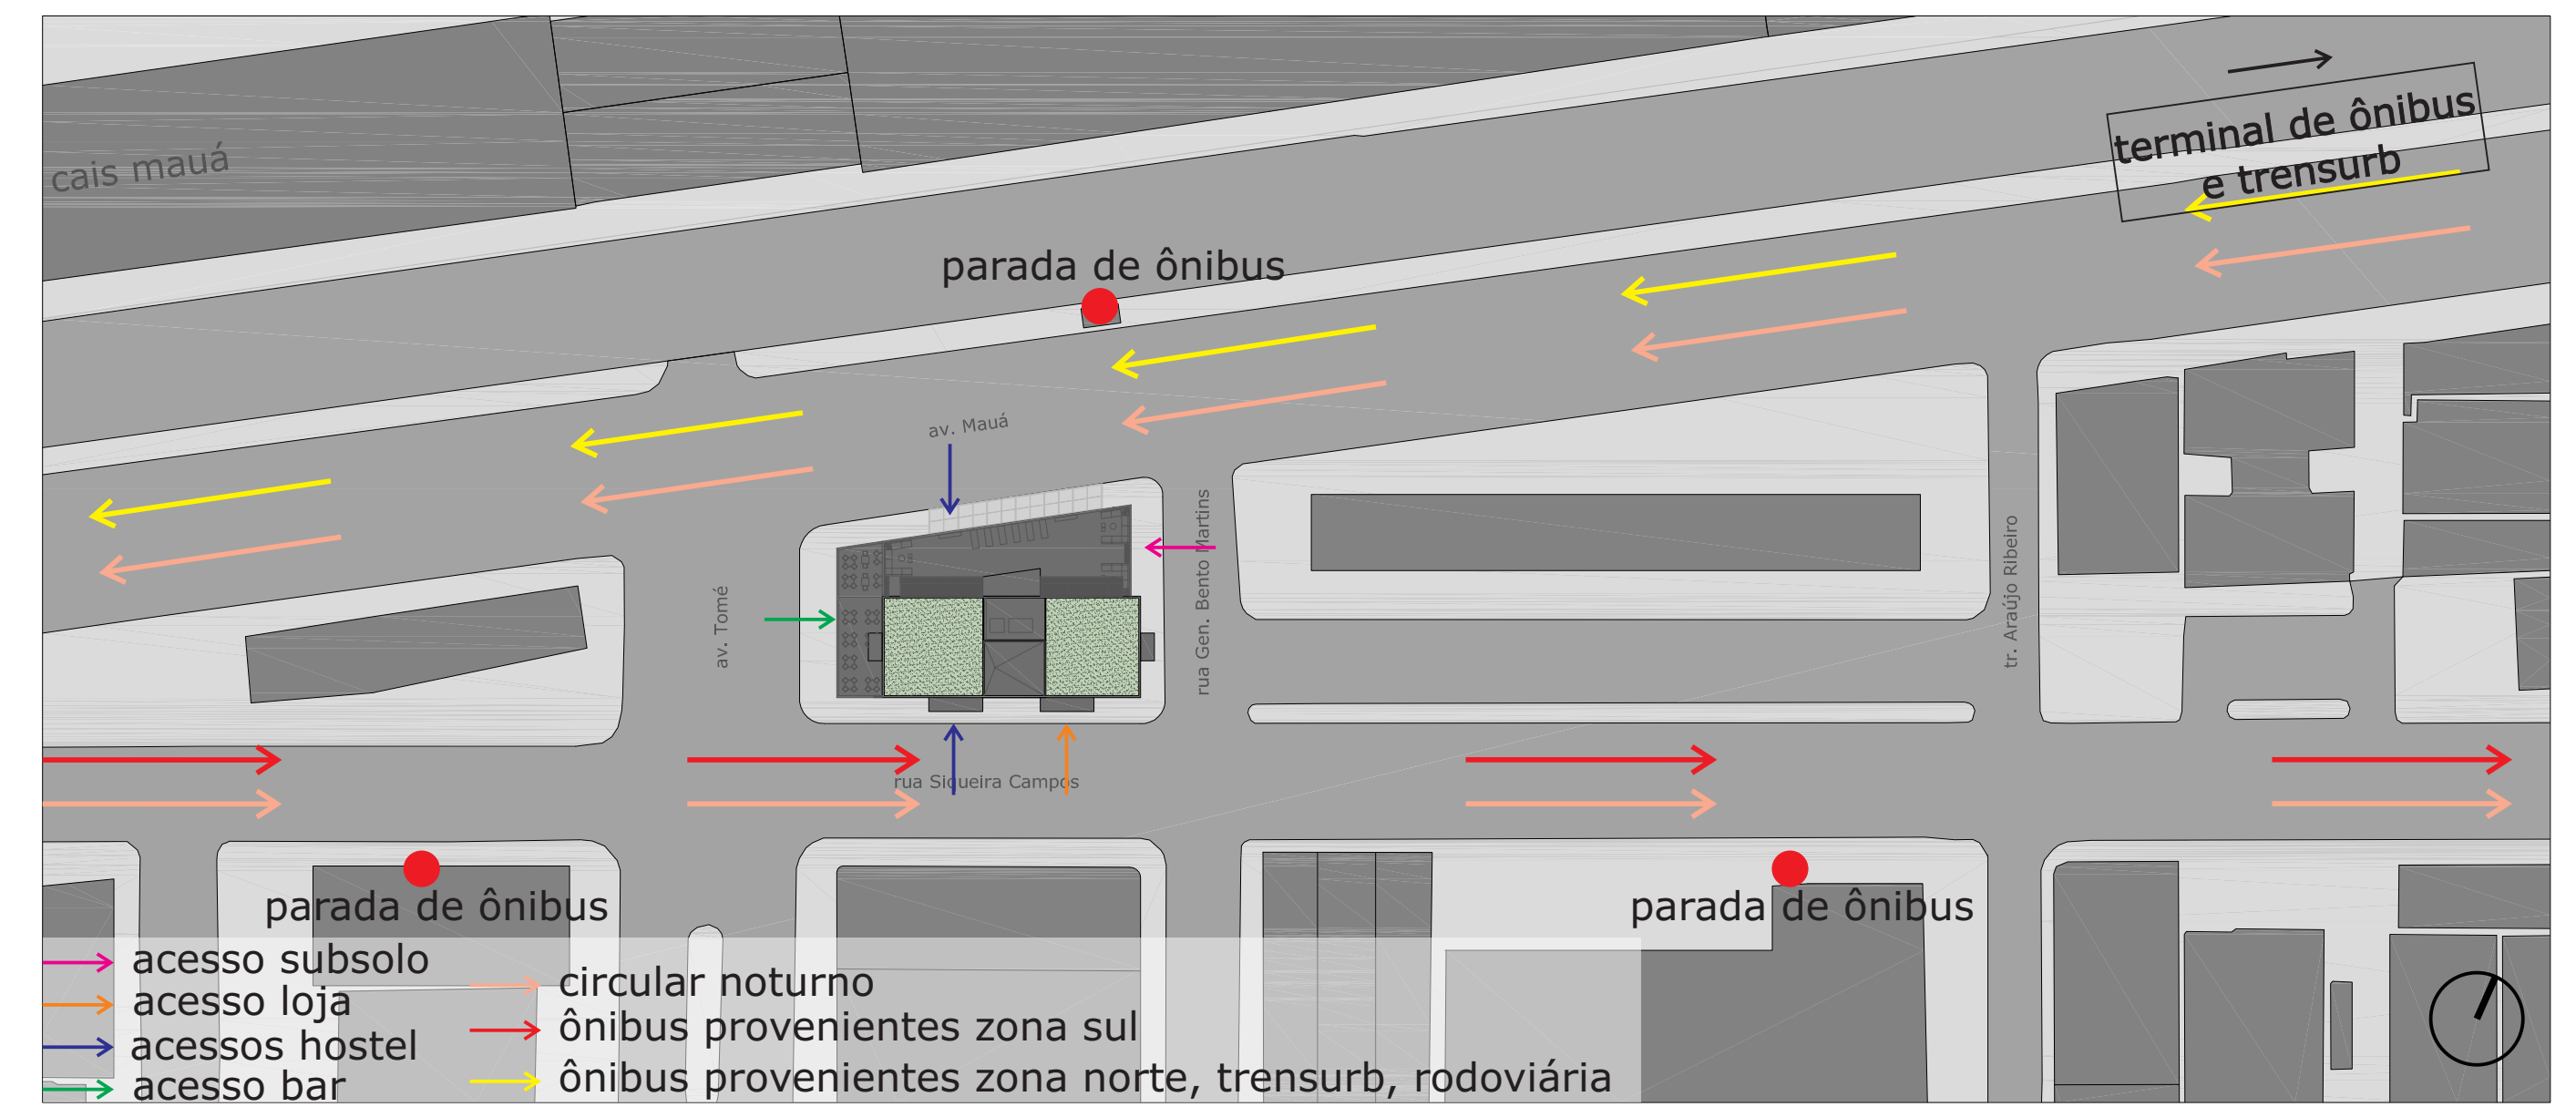 terminal de ônibus
e trensurb
cais mauá
parada de ônibus
av. Mauá
av. Tomé
rua Gen. Bento Martins
tr. Araújo Ribeiro
rua Siqueira Campos
parada de ônibus
parada de ônibus
acesso subsolo
acesso loja
acessos hostel
acesso bar
circular noturno
ônibus provenientes zona sul
ônibus provenientes zona norte, trensurb, rodoviária